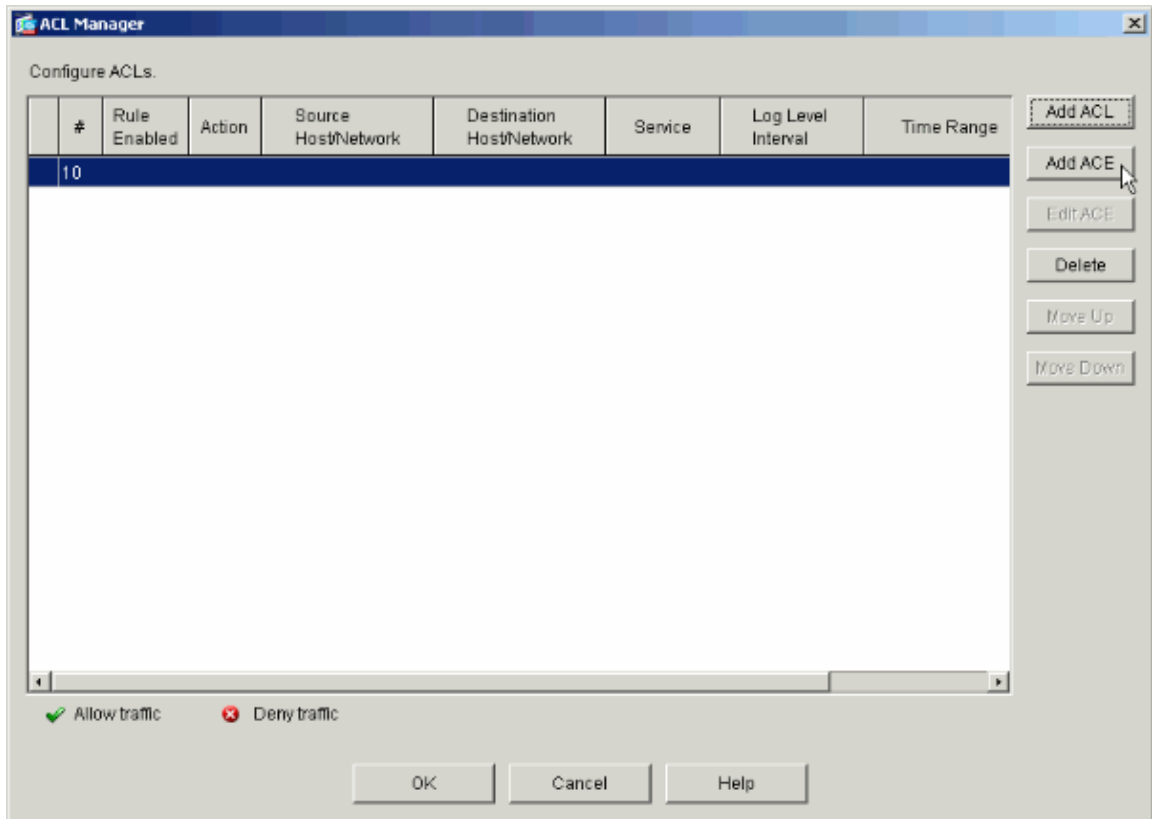 ACL Manager
Configure ACLs.
#
Rule
Enabled
Action
Source
Host/Network
Destination
Host/Network
Service
Log Level
Interval
Time Range
10
Add ACL
Add ACE
Edit ACE
Delete
Move Up
Move Down
Allow traffic
Deny traffic
OK
Cancel
Help